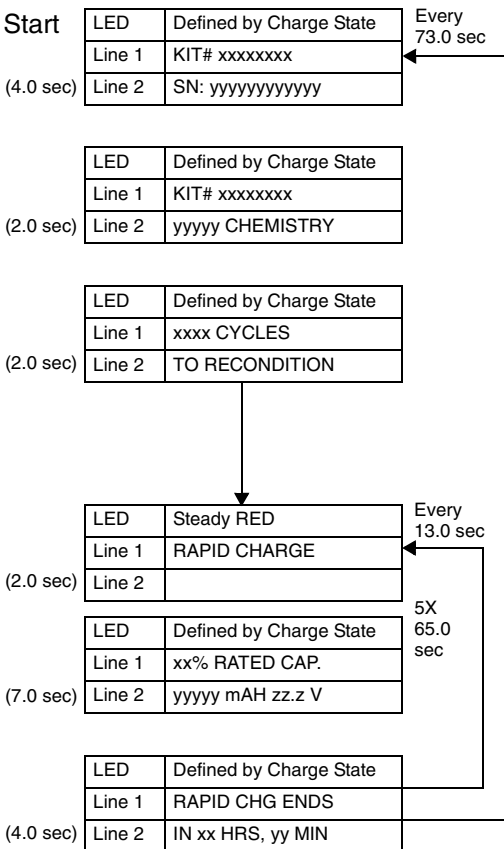 Start
LED Defined by Charge State
Every
73.0 sec
Line 1 KIT# xxxxxxxx
(4.0 sec) Line 2 SN: yyyyyyyyyyyy
LED Defined by Charge State
Line 1 KIT# xxxxxxxx
(2.0 sec) Line 2 yyyyy CHEMISTRY
LED Defined by Charge State
Line 1 xxxx CYCLES
(2.0 sec) Line 2 TO RECONDITION
LED Steady RED
Every
13.0 sec
Line 1 RAPID CHARGE
(2.0 sec) Line 2
5X
65.0
sec
LED Defined by Charge State
Line 1 xx% RATED CAP.
(7.0 sec) Line 2 yyyyy mAH zz.z V
LED Defined by Charge State
Line 1 RAPID CHG ENDS
(4.0 sec) Line 2 IN xx HRS, yy MIN